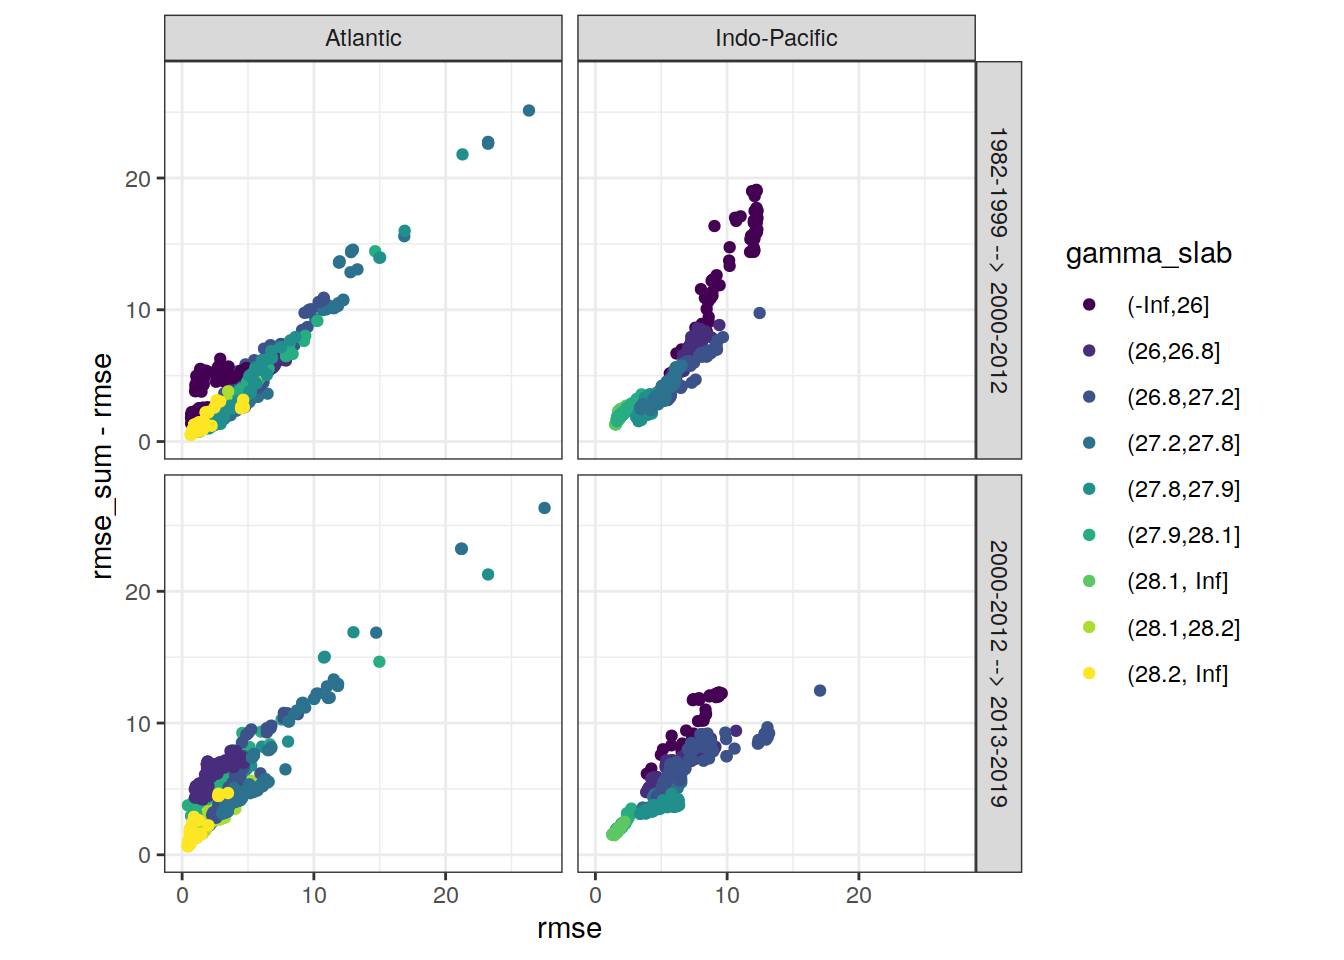 Atlantic
Indo-Pacific
1982-1999 --> 2000-2012
2000-2012 --> 2013-2019
rmse_sum - rmse
20
10
0
20
10
0
0
10
20
0
10
20
rmse
gamma_slab
(-Inf,26]
(26,26.8]
(26.8,27.2]
(27.2,27.8]
(27.8,27.9]
(27.9,28.1]
(28.1, Inf]
(28.1,28.2]
(28.2, Inf]